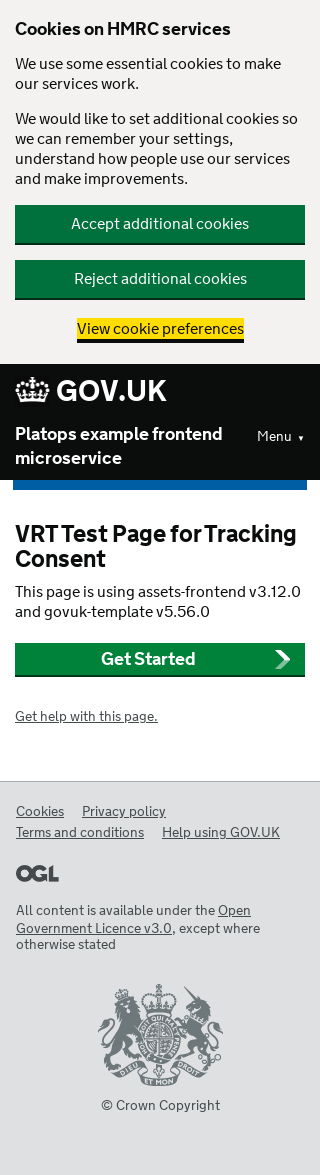 Cookies on HMRC services
We use some essential cookies to make
our services work.
We would like to set additional cookies so
we can remember your settings,
understand how people use our services
and make improvements.
Accept additional cookies
Reject additional cookies
View cookie preferences
GOV.UK
Platops example frontend
microservice
Menu ▼
VRT Test Page for Tracking
Consent
This page is using assets-frontend v3.12.0
and govuk-template v5.56.0
Get Started
Get help with this page.
Cookies Privacy policy
Terms and conditions Help using GOV.UK
OGL
All content is available under the Open
Government Licence v3.0, except where
otherwise stated
DIEU ET MON DROIT
© Crown Copyright